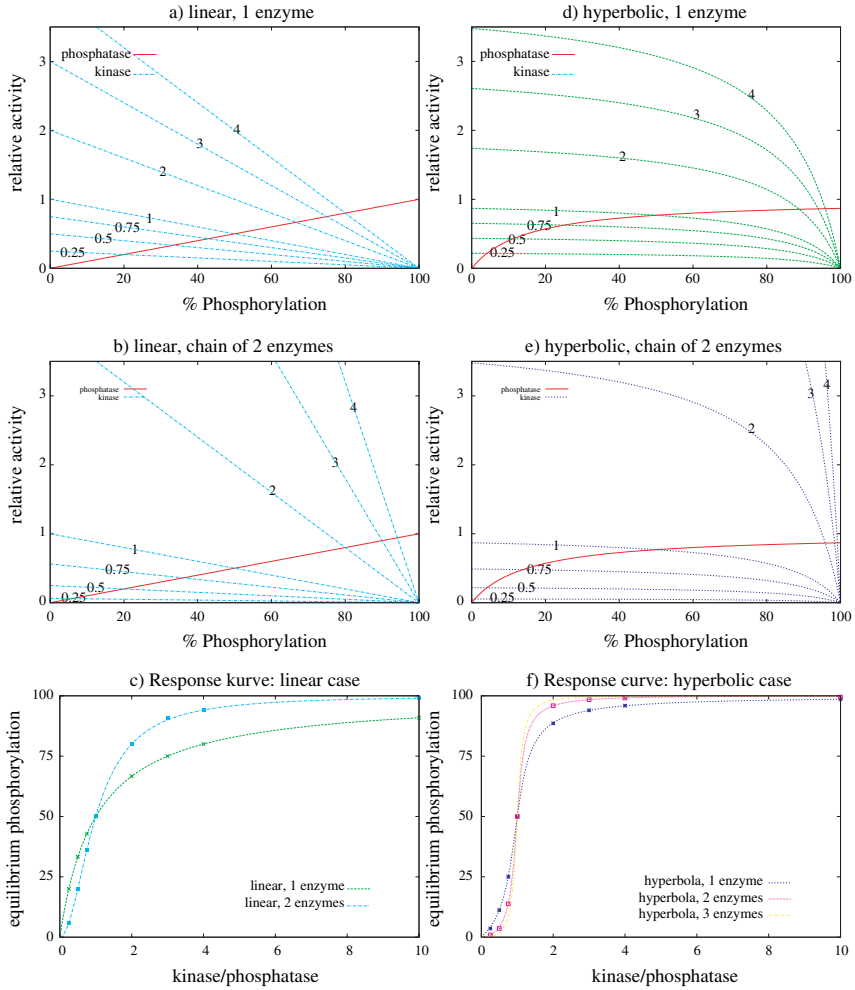 a) linear, 1 enzyme
relative activity
3
2
1
0
phosphatase
kinase
4
3
2
1
0.75
0.5
0.25
0
20
40
60
80
100
% Phosphorylation
d) hyperbolic, 1 enzyme
relative activity
3
2
1
0
phosphatase
kinase
4
3
2
1
0.75
0.5
0.25
0
20
40
60
80
100
% Phosphorylation
b) linear, chain of 2 enzymes
relative activity
3
2
1
0
phosphatase
kinase
4
3
2
1
0.75
0.5
0.25
0
20
40
60
80
100
% Phosphorylation
e) hyperbolic, chain of 2 enzymes
relative activity
3
2
1
0
phosphatase
kinase
4
3
2
1
0.75
0.5
0.25
0
20
40
60
80
100
% Phosphorylation
c) Response kurve: linear case
equilibrium phosphorylation
100
75
50
25
0
linear, 1 enzyme
linear, 2 enzymes
0
2
4
6
8
10
kinase/phosphatase
f) Response curve: hyperbolic case
equilibrium phosphorylation
100
75
50
25
0
hyperbola, 1 enzyme
hyperbola, 2 enzymes
hyperbola, 3 enzymes
0
2
4
6
8
10
kinase/phosphatase